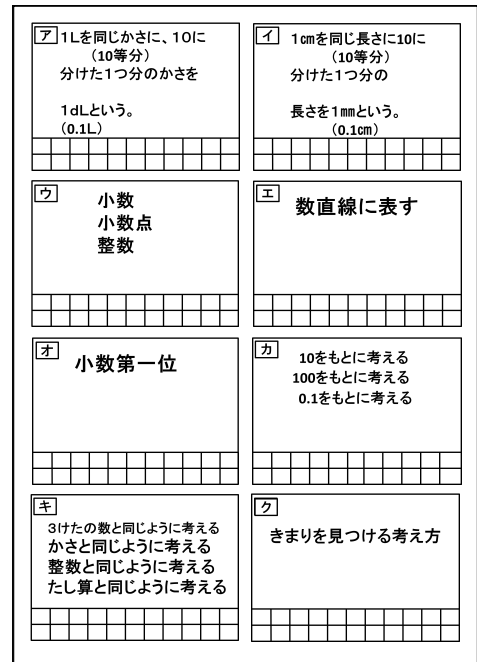 ア 1Lを同じかさに、10に
(10等分)
分けた1つ分のかさを
1dLという。
(0.1L)
イ 1cmを同じ長さに10に
(10等分)
分けた1つ分の
長さを1mmという。
(0.1cm)
ウ 小数
小数点
整数
エ 数直線に表す
オ 小数第一位
カ 10をもとに考える
100をもとに考える
0.1をもとに考える
キ 3けたの数と同じように考える
かさと同じように考える
整数と同じように考える
たし算と同じように考える
ク きまりを見つける考え方